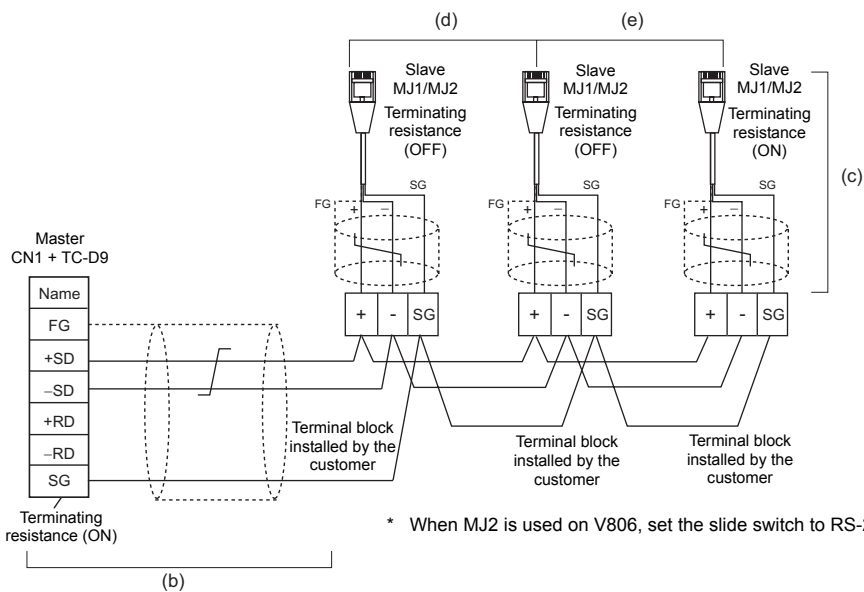 (d)
(e)
Slave
MJ1/MJ2
Terminating
resistance
(OFF)
Slave
MJ1/MJ2
Terminating
resistance
(OFF)
Slave
MJ1/MJ2
Terminating
resistance
(ON)
(c)
SG
FG
+
−
SG
FG
+
−
SG
FG
+
−
Master
CN1 + TC-D9
Name
FG
+SD
−SD
+RD
−RD
SG
Terminating
resistance (ON)
+
-
SG
+
-
SG
+
-
SG
Terminal block
installed by the
customer
Terminal block
installed by the
customer
Terminal block
installed by the
customer
* When MJ2 is used on V806, set the slide switch to RS-
(b)